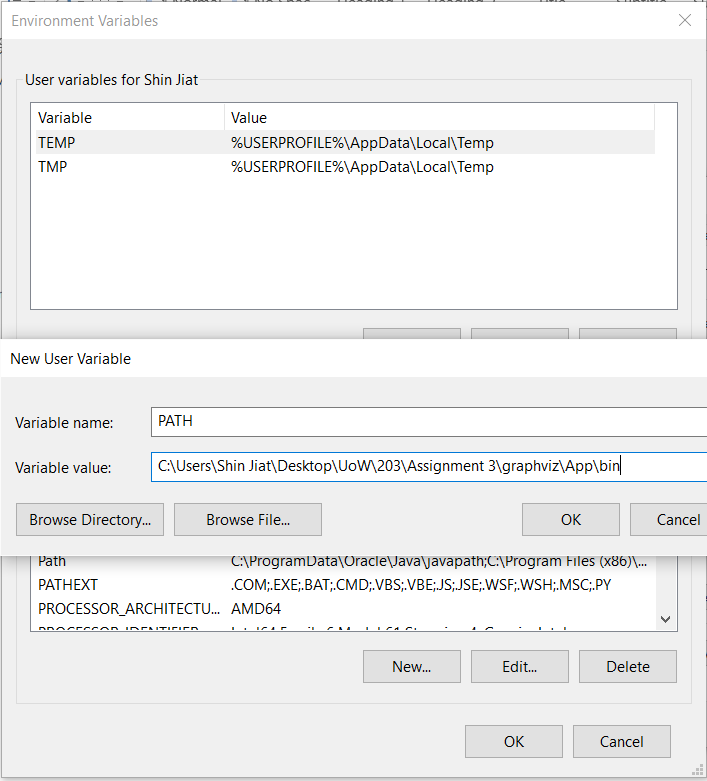 Environment Variables
User variables for Shin Jiat
Variable Value
TEMP %USERPROFILE%\AppData\Local\Temp
TMP %USERPROFILE%\AppData\Local\Temp
New User Variable
Variable name: PATH
Variable value: C:\Users\Shin Jiat\Desktop\UoW\203\Assignment 3\graphviz\App\bin
Browse Directory... Browse File... OK Cancel
Path C:\ProgramData\Oracle\Java\javapath;C:\Program Files (x86)\...
PATHEXT .COM;.EXE;.BAT;.CMD;.VBS;.VBE;.JS;.JSE;.WSF;.WSH;.MSC;.PY
PROCESSOR_ARCHITECTU... AMD64
New... Edit... Delete
OK Cancel